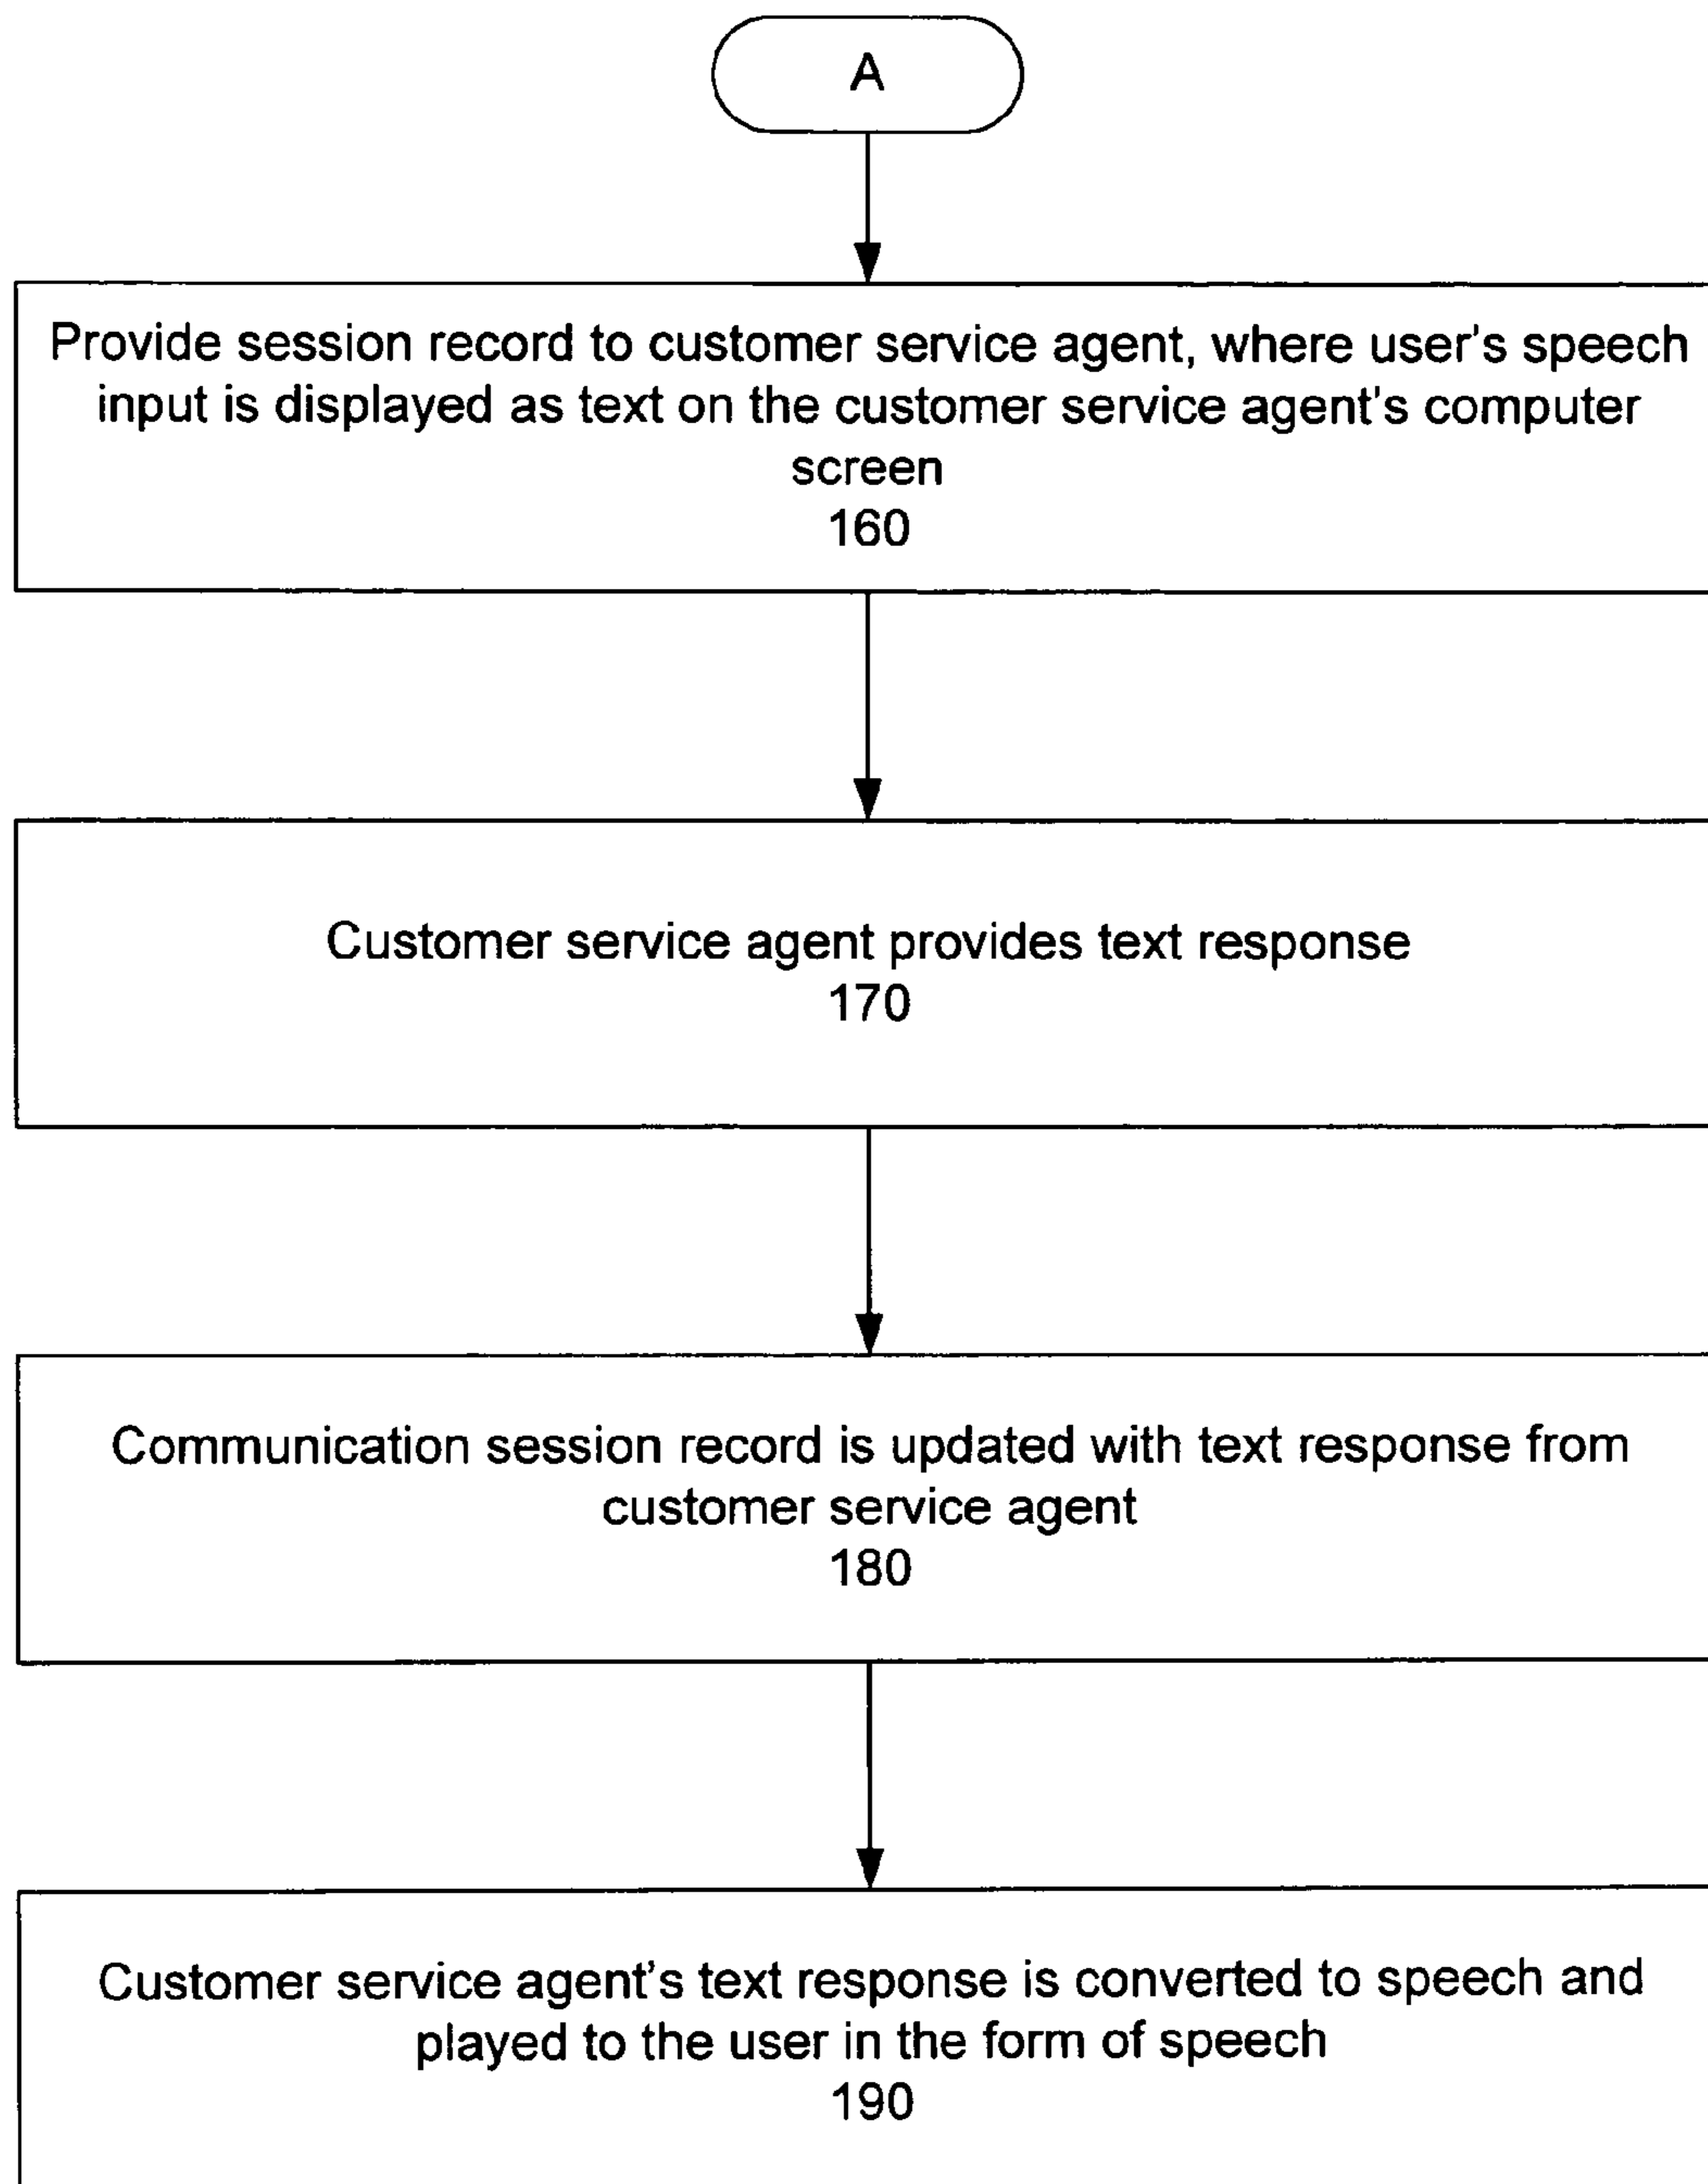 A
Provide session record to customer service agent, where user's speech
input is displayed as text on the customer service agent's computer
screen
160
Customer service agent provides text response
170
Communication session record is updated with text response from
customer service agent
180
Customer service agent's text response is converted to speech and
played to the user in the form of speech
190